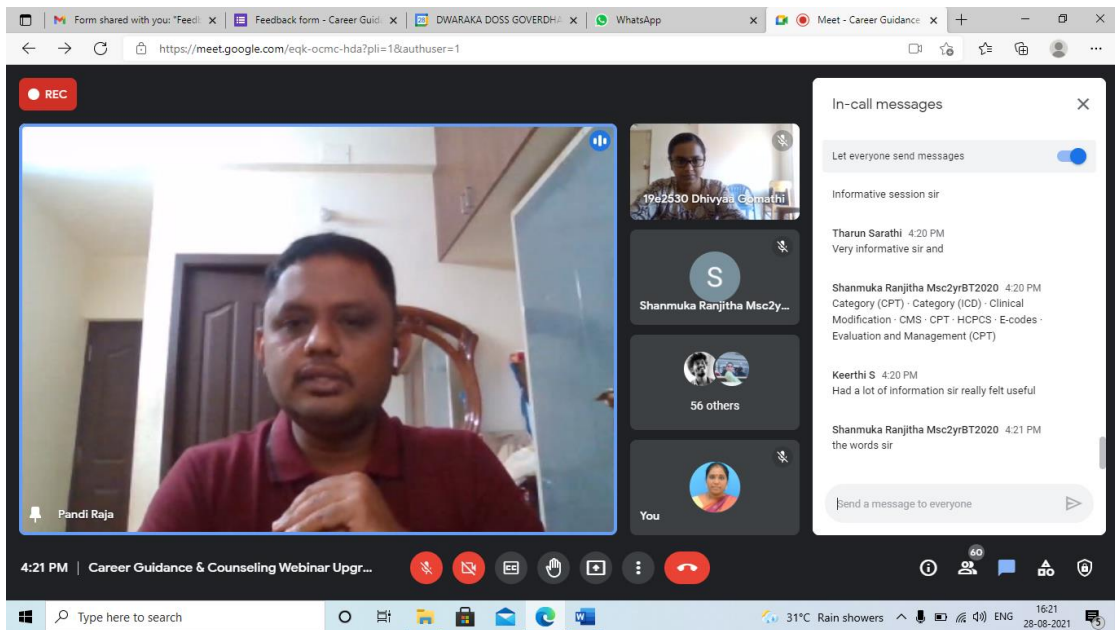 Form shared with you: "Feedb
Feedback form - Career Guid
DWARAKA DOSS GOVERDHA
WhatsApp
Meet - Career Guidance
https://meet.google.com/eqk-ocmc-hda?pli=1&authuser=1
REC
In-call messages
Let everyone send messages
Informative session sir
Tharun Sarathi 4:20 PM
Very informative sir and
Shanmuka Ranjitha Msc2yrBT2020 4:20 PM
Category (CPT) · Category (ICD) · Clinical
Modification · CMS · CPT · HCPCS · E-codes ·
Evaluation and Management (CPT)
Keerthi S 4:20 PM
Had a lot of information sir really felt useful
Shanmuka Ranjitha Msc2yrBT2020 4:21 PM
the words sir
Send a message to everyone
19e2530 Dhivyaa Gomathi
S
Shanmuka Ranjitha Msc2y...
56 others
You
Pandi Raja
4:21 PM | Career Guidance & Counseling Webinar Upgr...
CC
60
Type here to search
31°C Rain showers
ENG
16:21
28-08-2021
5